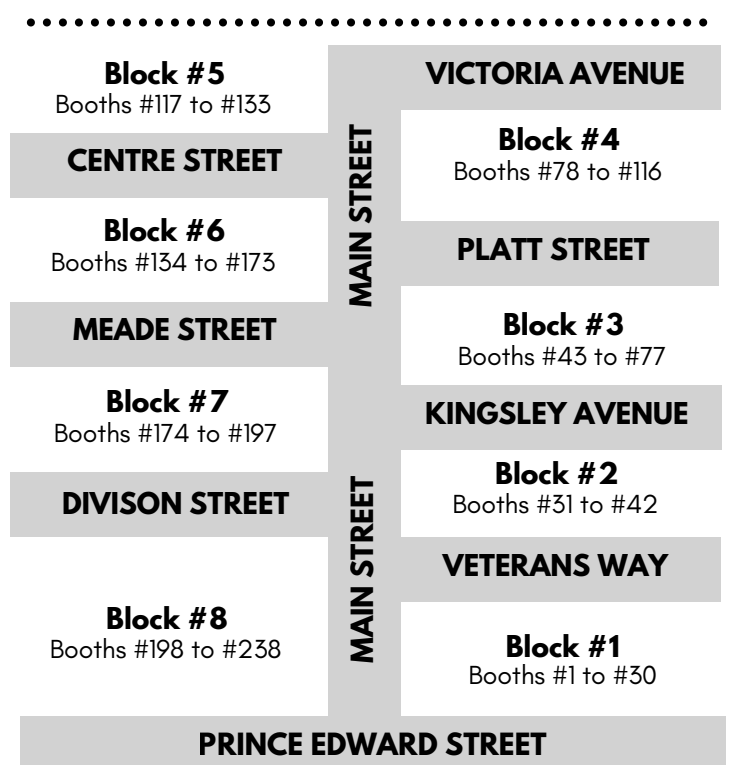 Block #5
Booths #117 to #133
CENTRE STREET
Block #6
Booths #134 to #173
MEADE STREET
Block #7
Booths #174 to #197
DIVISON STREET
Block #8
Booths #198 to #238
MAIN STREET
MAIN STREET
VICTORIA AVENUE
Block #4
Booths #78 to #116
PLATT STREET
Block #3
Booths #43 to #77
KINGSLEY AVENUE
Block #2
Booths #31 to #42
VETERANS WAY
Block #1
Booths #1 to #30
PRINCE EDWARD STREET